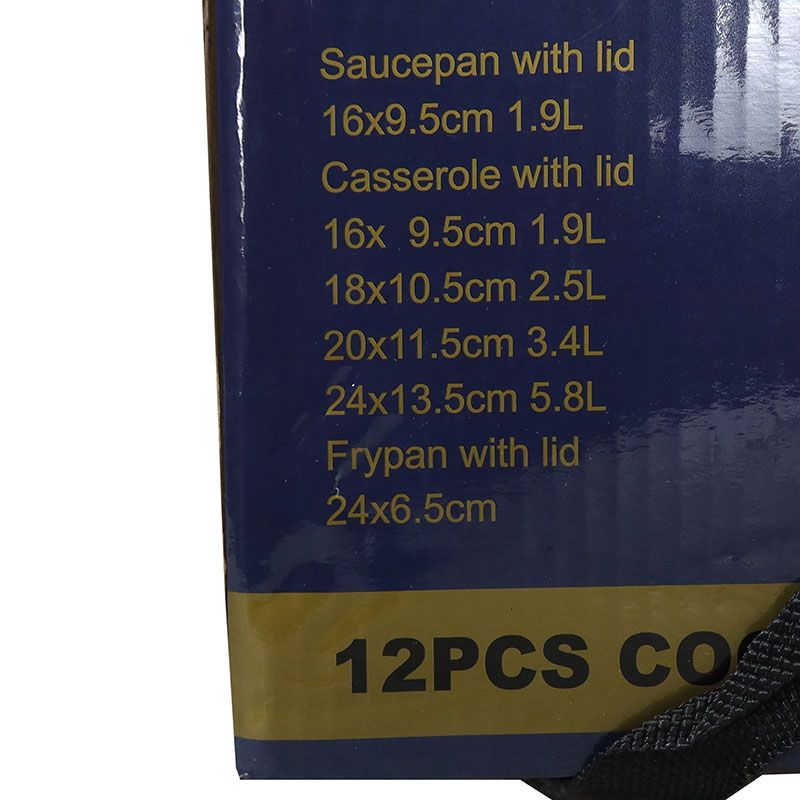 Saucepan with lid
16x9.5cm 1.9L
Casserole with lid
16x 9.5cm 1.9L
18x10.5cm 2.5L
20x11.5cm 3.4L
24x13.5cm 5.8L
Frypan with lid
24x6.5cm
12PCS